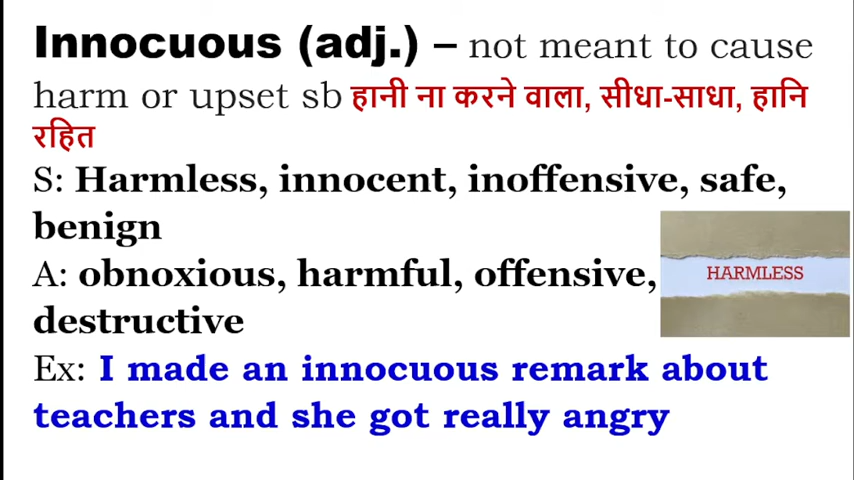 Innocuous (adj.) – not meant to cause
harm or upset sb हानी ना करने वाला, सीधा-साधा, हानि
रहित
S: Harmless, innocent, inoffensive, safe,
benign
A: obnoxious, harmful, offensive,
HARMLESS
destructive
Ex: I made an innocuous remark about
teachers and she got really angry